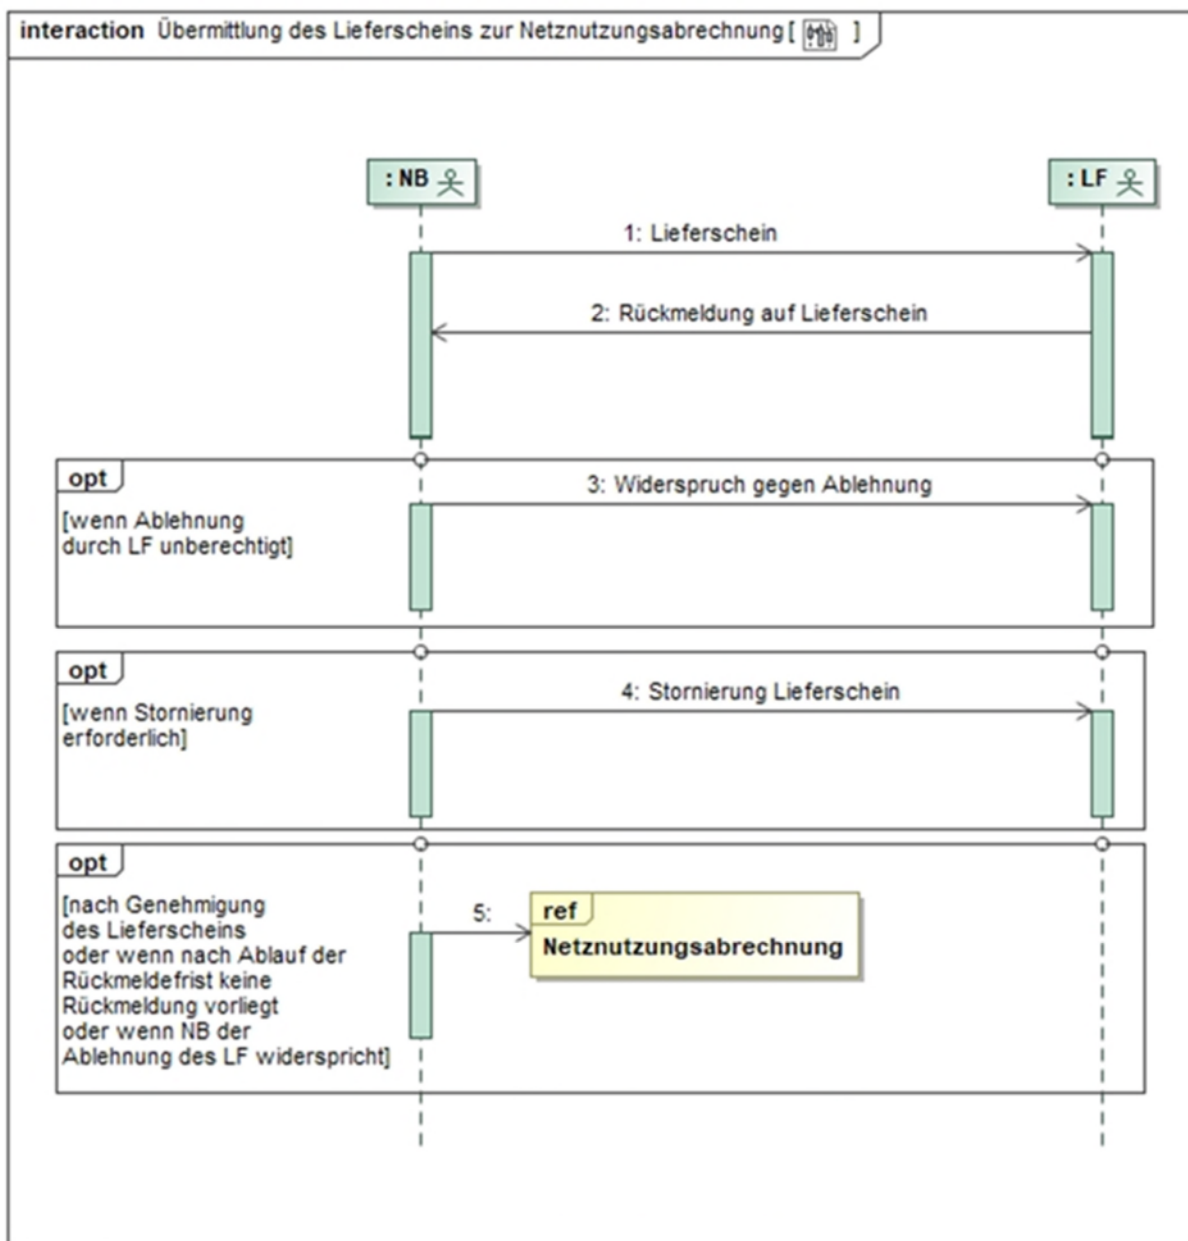 interaction Übermittlung des Lieferscheins zur Netznutzungsabrechnung [ ]
: NB
: LF
1: Lieferschein
2: Rückmeldung auf Lieferschein
opt
3: Widerspruch gegen Ablehnung
[wenn Ablehnung
durch LF unberechtigt]
opt
4: Stornierung Lieferschein
[wenn Stornierung
erforderlich]
opt
[nach Genehmigung
des Lieferscheins
oder wenn nach Ablauf der
Rückmeldefrist keine
Rückmeldung vorliegt
oder wenn NB der
Ablehnung des LF widerspricht]
5:
ref
Netznutzungsabrechnung